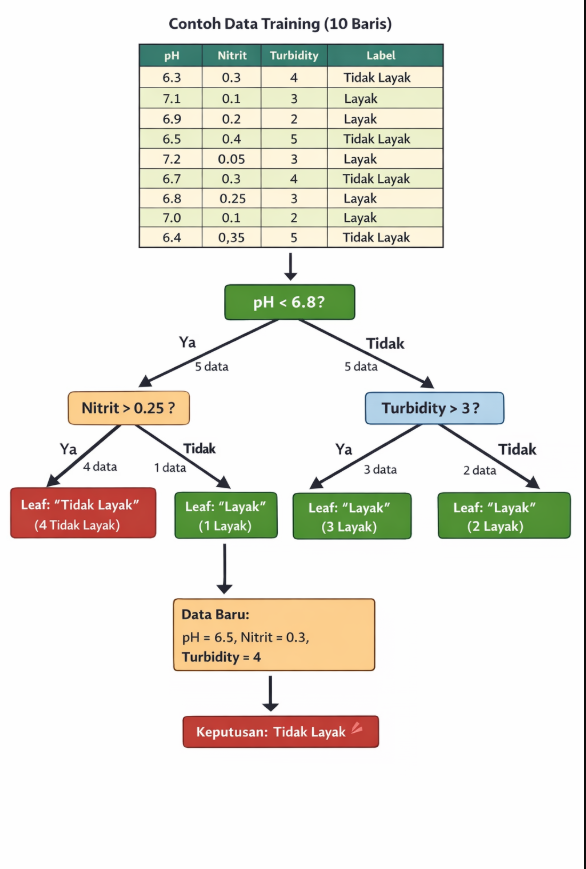 Contoh Data Training (10 Baris)
pH Nitrit Turbidity Label
6.3 0.3 4 Tidak Layak
7.1 0.1 3 Layak
6.9 0.2 2 Layak
6.5 0.4 5 Tidak Layak
7.2 0.05 3 Layak
6.7 0.3 4 Tidak Layak
6.8 0.25 3 Layak
7.0 0.1 2 Layak
6.4 0,35 5 Tidak Layak
pH < 6.8?
Ya
Tidak
5 data
5 data
Nitrit > 0.25 ?
Turbidity > 3 ?
Ya
Tidak
4 data
1 data
Ya
Tidak
3 data
2 data
Leaf: "Tidak Layak"
(4 Tidak Layak)
Leaf: "Layak"
(1 Layak)
Leaf: "Layak"
(3 Layak)
Leaf: "Layak"
(2 Layak)
Data Baru:
pH = 6.5, Nitrit = 0.3,
Turbidity = 4
Keputusan: Tidak Layak